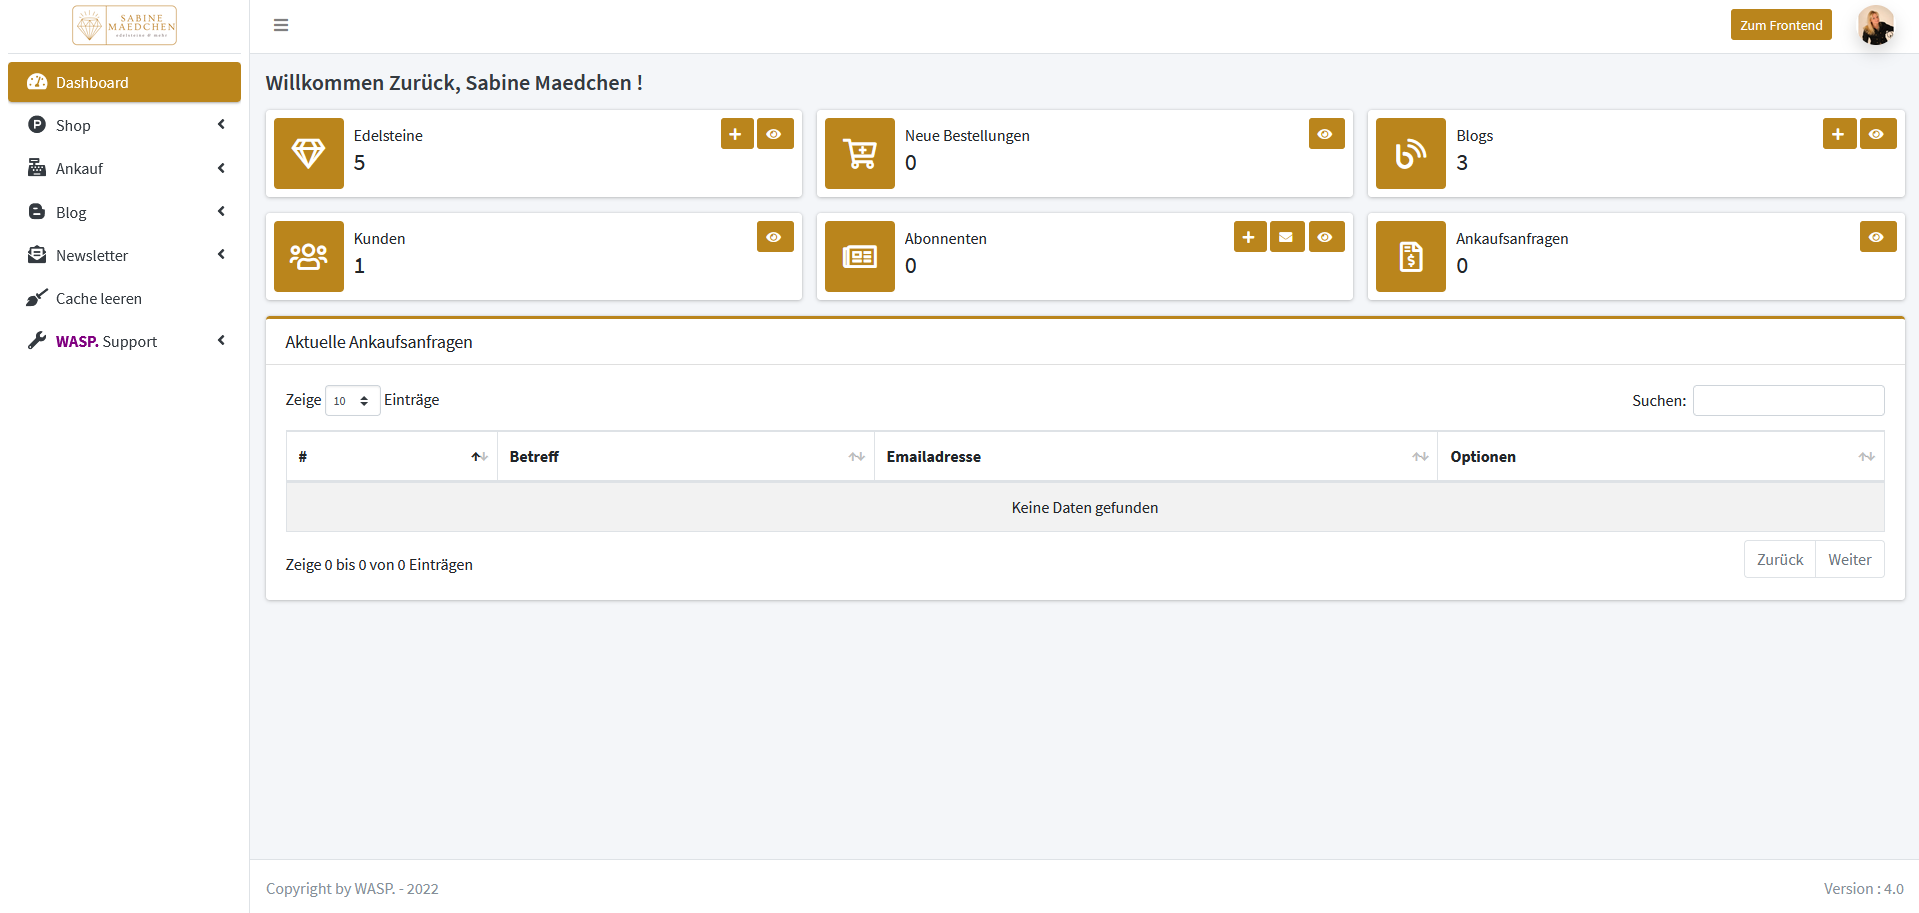 SABINE
MAEDCHEN
edelsteine & mehr
Zum Frontend
Dashboard
Shop
Ankauf
Blog
Newsletter
Cache leeren
WASP. Support
Willkommen Zurück, Sabine Maedchen !
Edelsteine
5
Neue Bestellungen
0
Blogs
3
Kunden
1
Abonnenten
0
Ankaufsanfragen
0
Aktuelle Ankaufsanfragen
Zeige 10 Einträge
Suchen:
# Betreff Emailadresse Optionen
Keine Daten gefunden
Zeige 0 bis 0 von 0 Einträgen
Zurück Weiter
Copyright by WASP. - 2022
Version : 4.0